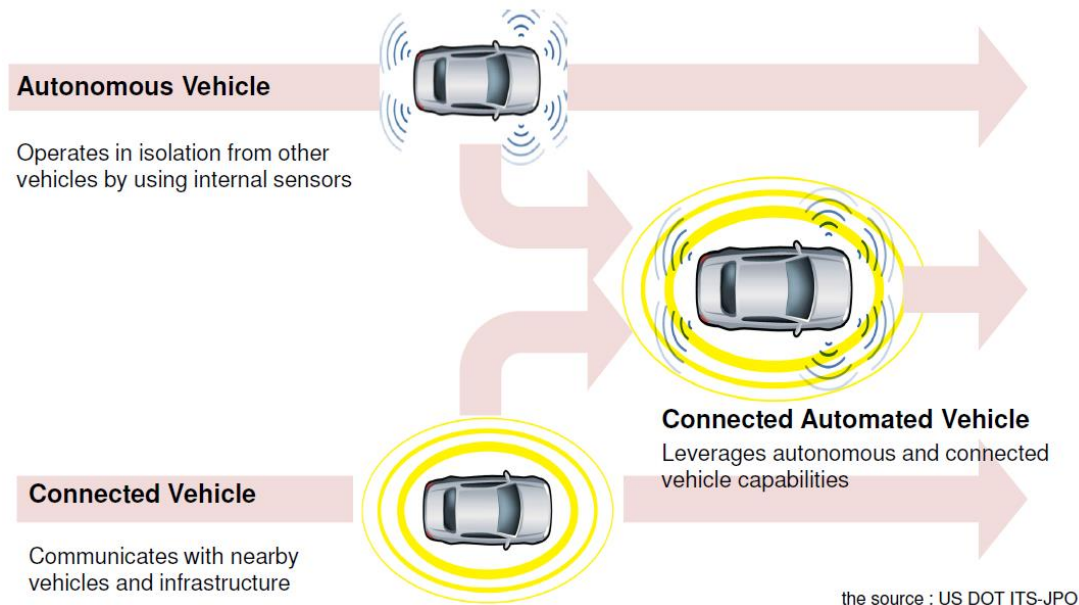 Autonomous Vehicle
Operates in isolation from other
vehicles by using internal sensors
Connected Automated Vehicle
Leverages autonomous and connected
vehicle capabilities
Connected Vehicle
Communicates with nearby
vehicles and infrastructure
the source : US DOT ITS-JPO